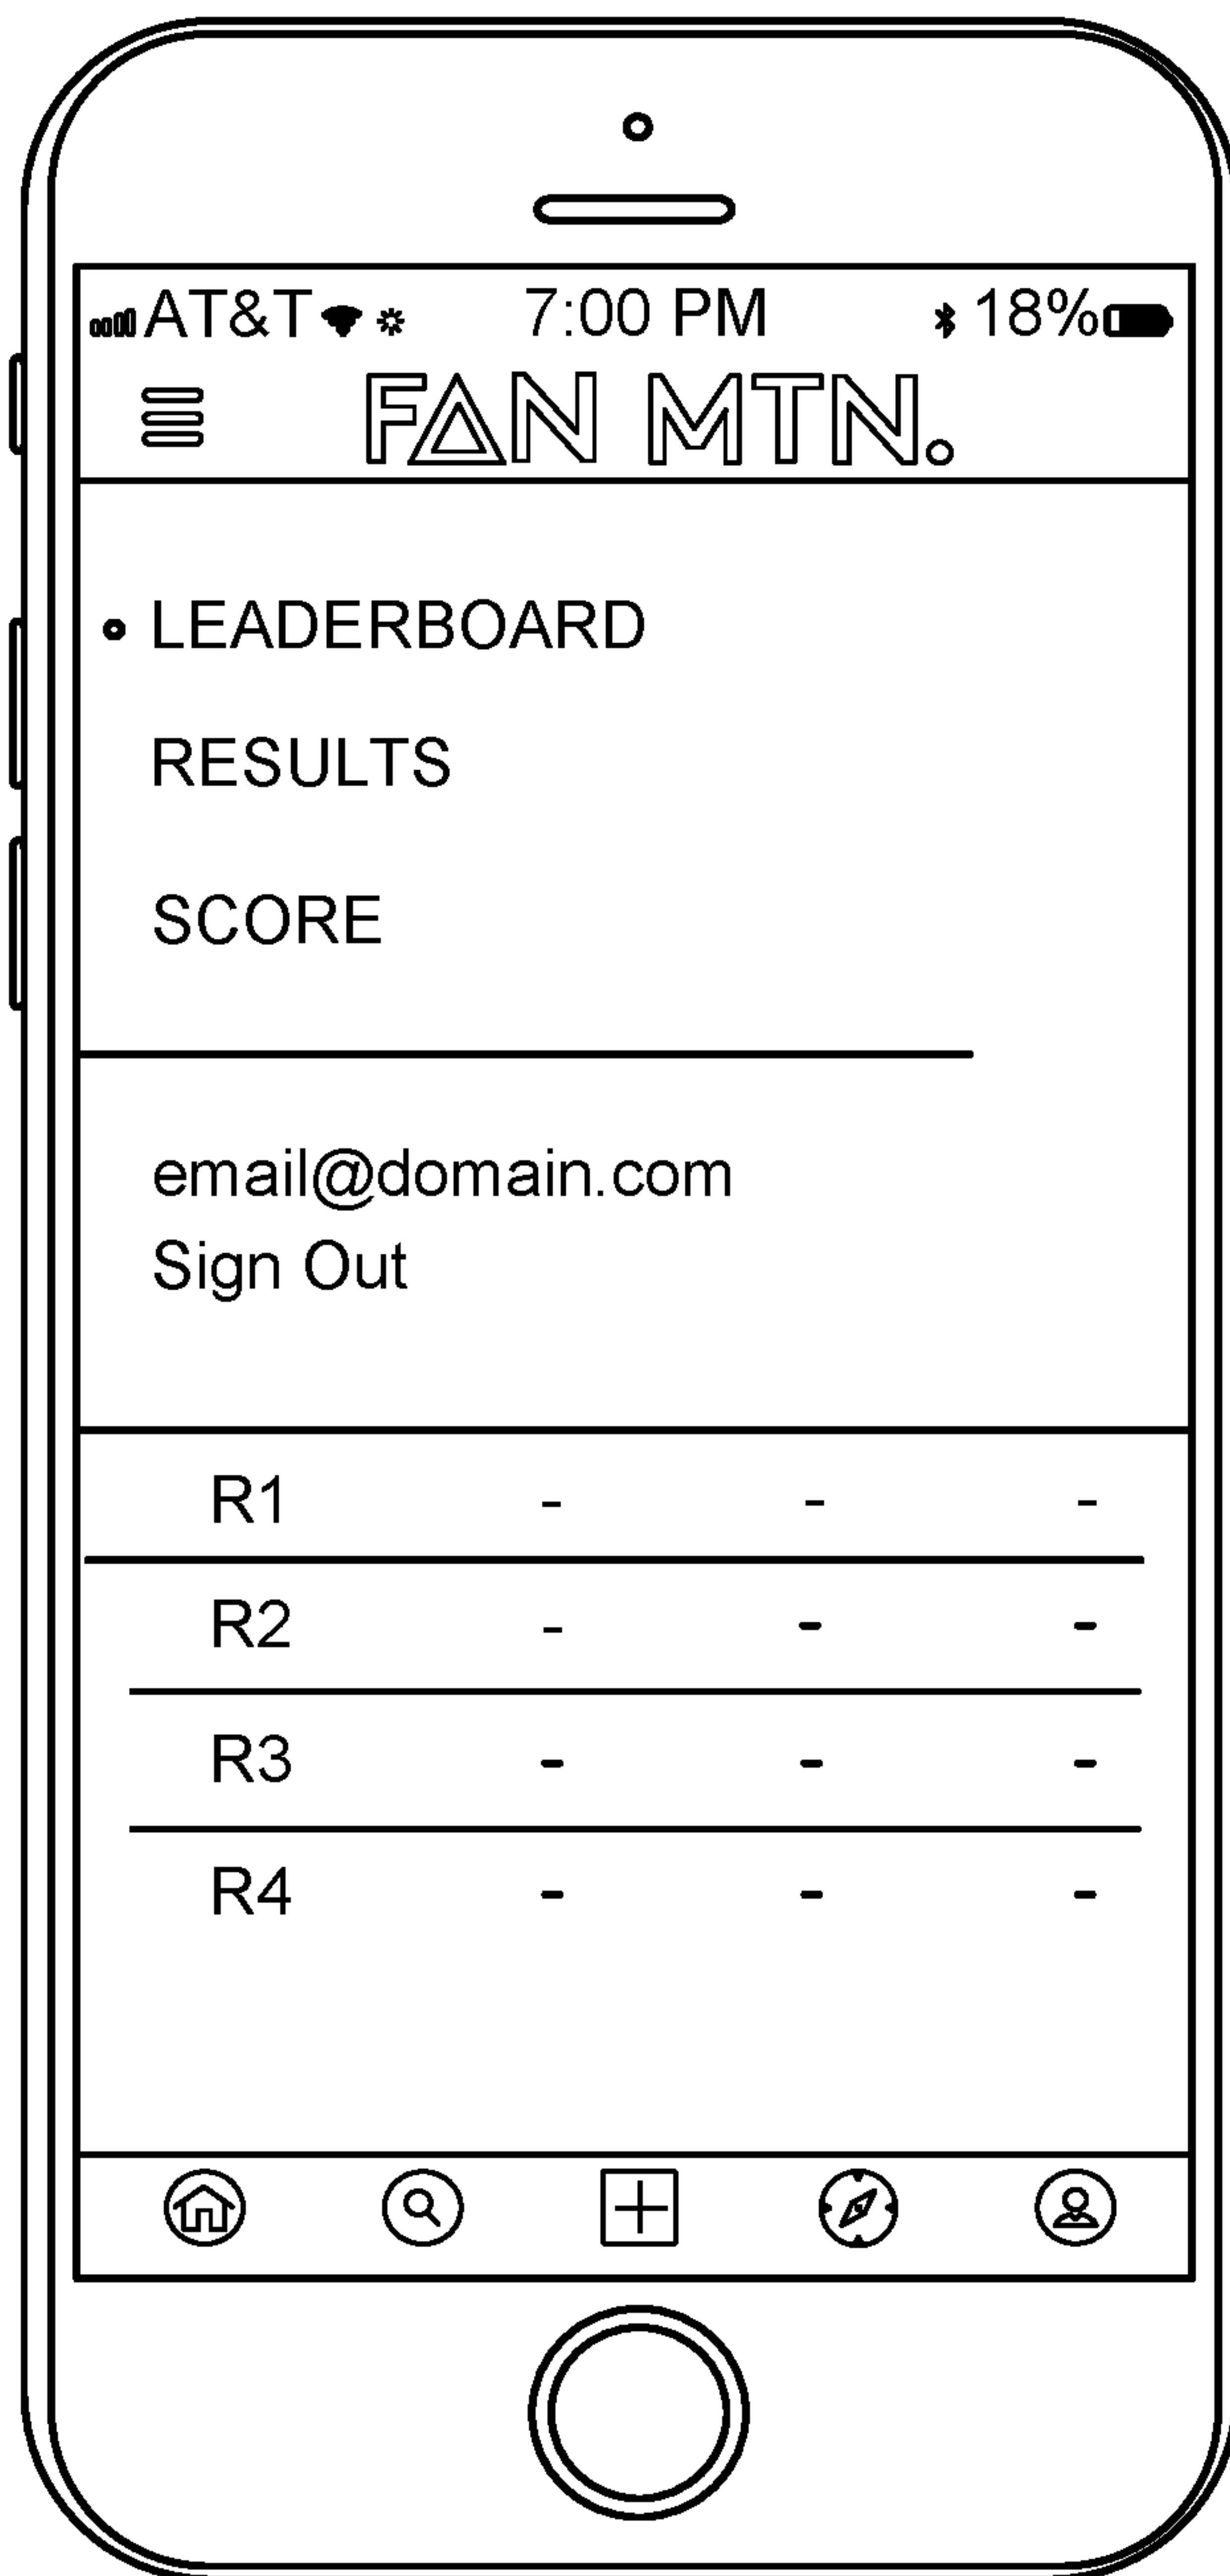 AT&T 7:00 PM 18%
FAN MTN.
LEADERBOARD
RESULTS
SCORE
email@domain.com
Sign Out
R1 - - -
R2 - - -
R3 - - -
R4 - - -